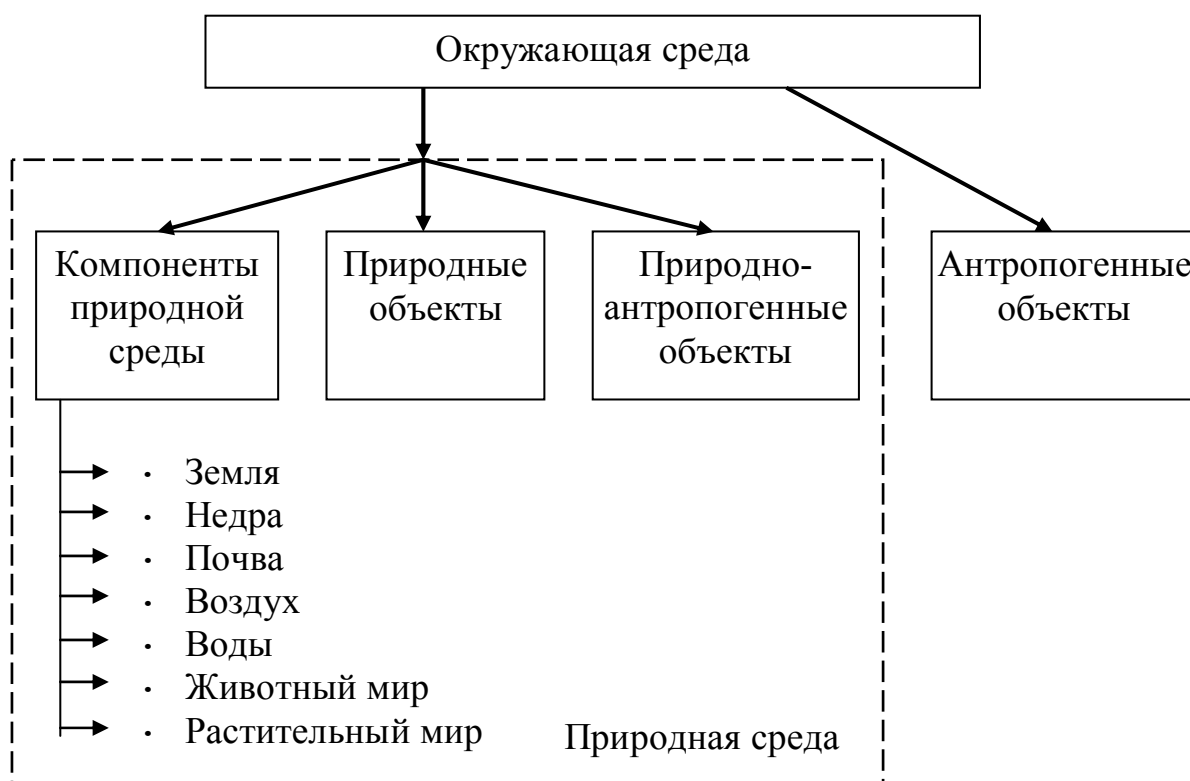 Окружающая среда
Компоненты
природной
среды
Природные
объекты
Природно-
антропогенные
объекты
Антропогенные
объекты
· Земля
· Недра
· Почва
· Воздух
· Воды
· Животный мир
· Растительный мир
Природная среда